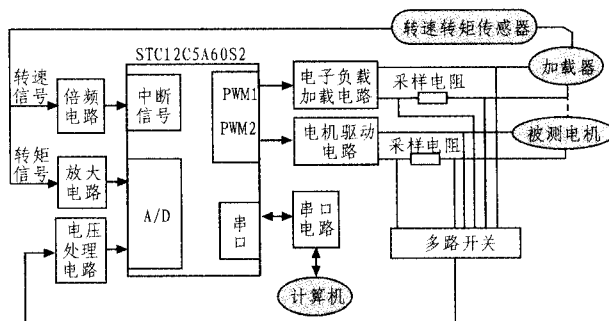 转速转矩传感器
STC12C5A60S2
转速
信号
倍频
电路
中断
信号
PWM1
PWM2
电子负载
加载电路
采样电阻
加载器
电机驱动
电路
采样电阻
被测电机
转矩
信号
放大
电路
A/D
电压
处理
电路
串
口
串口
电路
多路开关
计算机